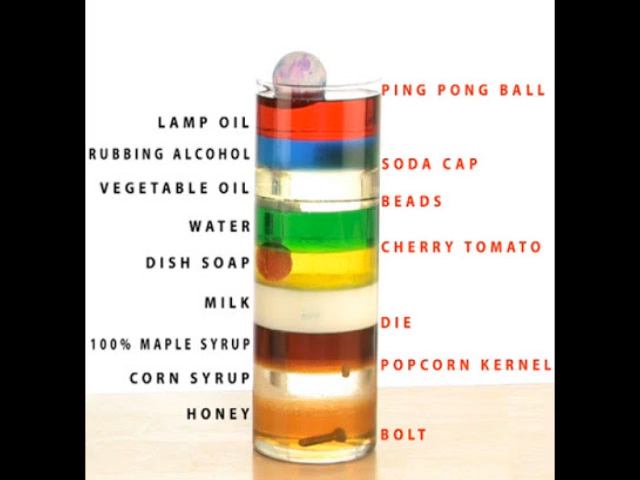 PING PONG BALL
LAMP OIL
RUBBING ALCOHOL
SODA CAP
VEGETABLE OIL
BEADS
WATER
CHERRY TOMATO
DISH SOAP
MILK
DIE
100% MAPLE SYRUP
POPCORN KERNEL
CORN SYRUP
HONEY
BOLT